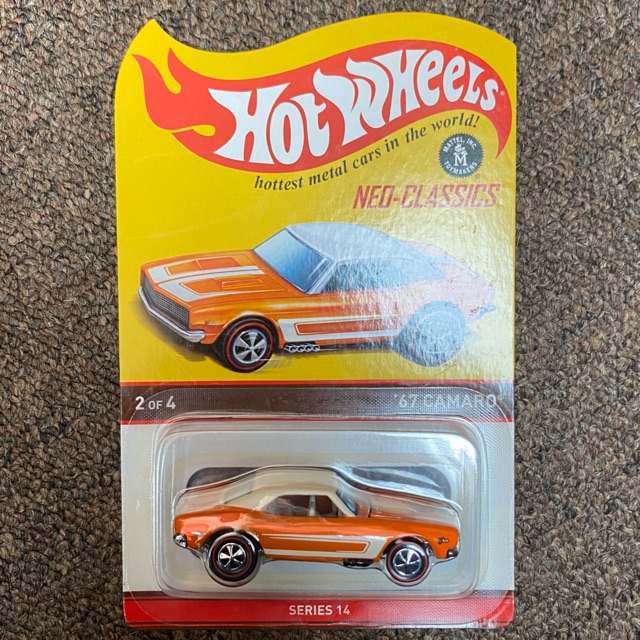 HOT WHEELS
hottest metal cars in the world!
MATTEL, INC.
M
TOYMAKERS
NEO-CLASSICS
2 OF 4
'67 CAMARO
SERIES 14